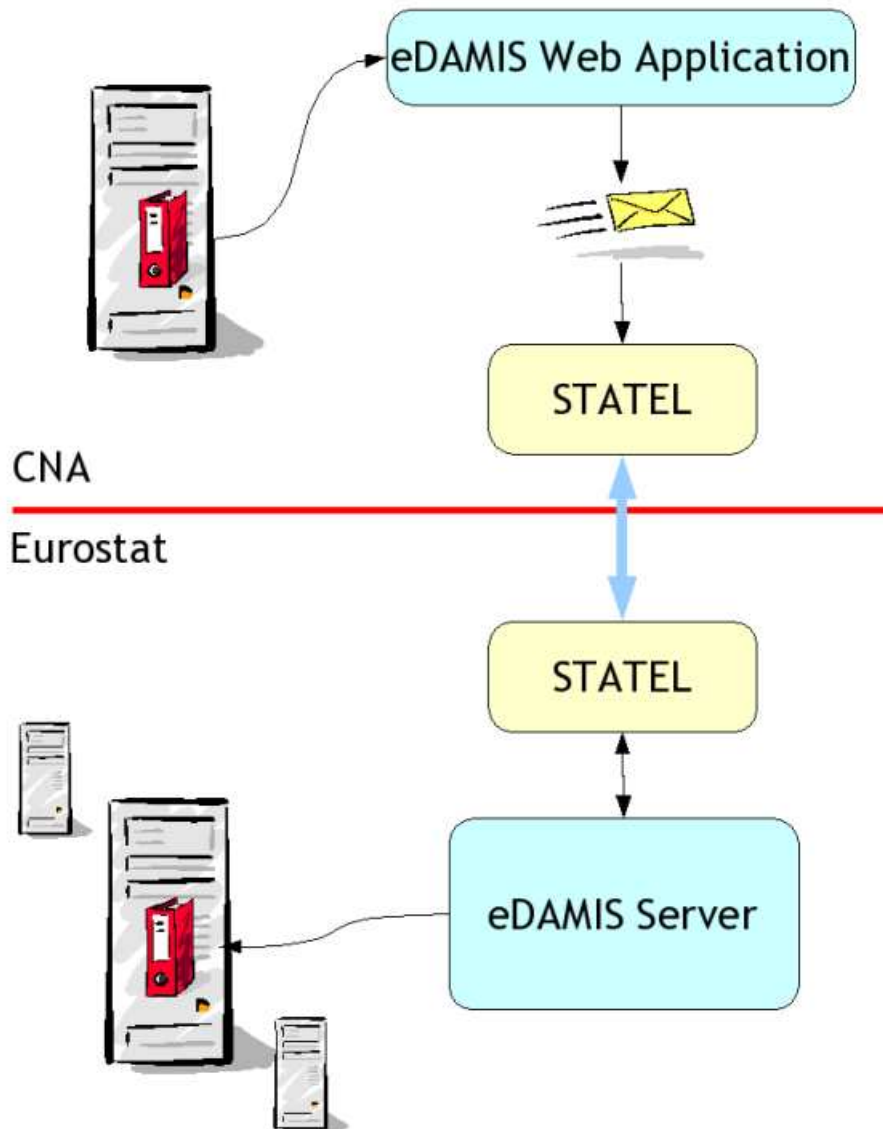 eDAMIS Web Application
STATEL
CNA
Eurostat
STATEL
eDAMIS Server